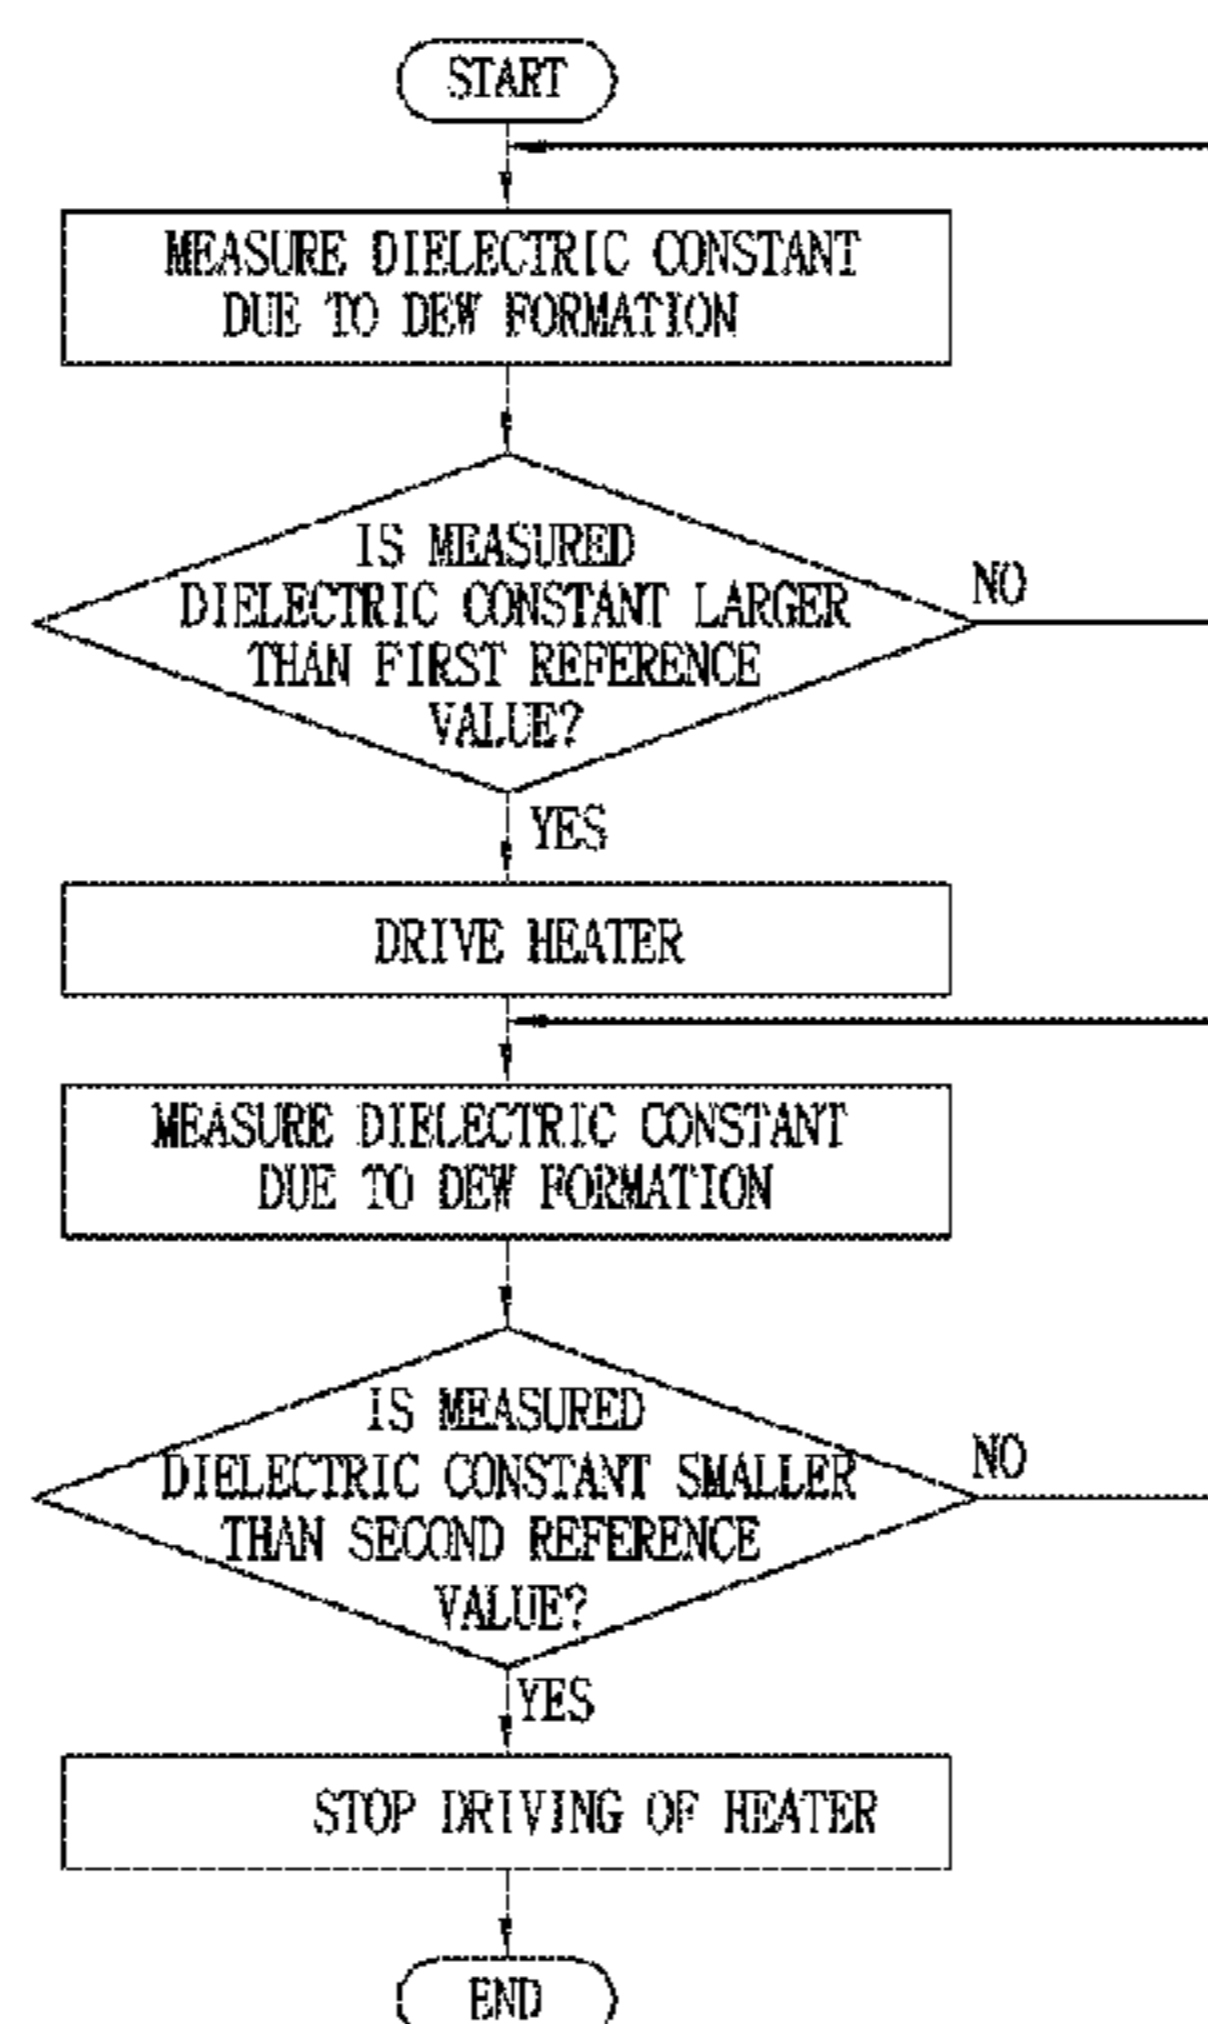 START
MEASURE DIELECTRIC CONSTANT
DUE TO DEW FORMATION
IS MEASURED
DIELECTRIC CONSTANT LARGER
THAN FIRST REFERENCE
VALUE?
NO
YES
DRIVE HEATER
MEASURE DIELECTRIC CONSTANT
DUE TO DEW FORMATION
IS MEASURED
DIELECTRIC CONSTANT SMALLER
THAN SECOND REFERENCE
VALUE?
NO
YES
STOP DRIVING OF HEATER
END